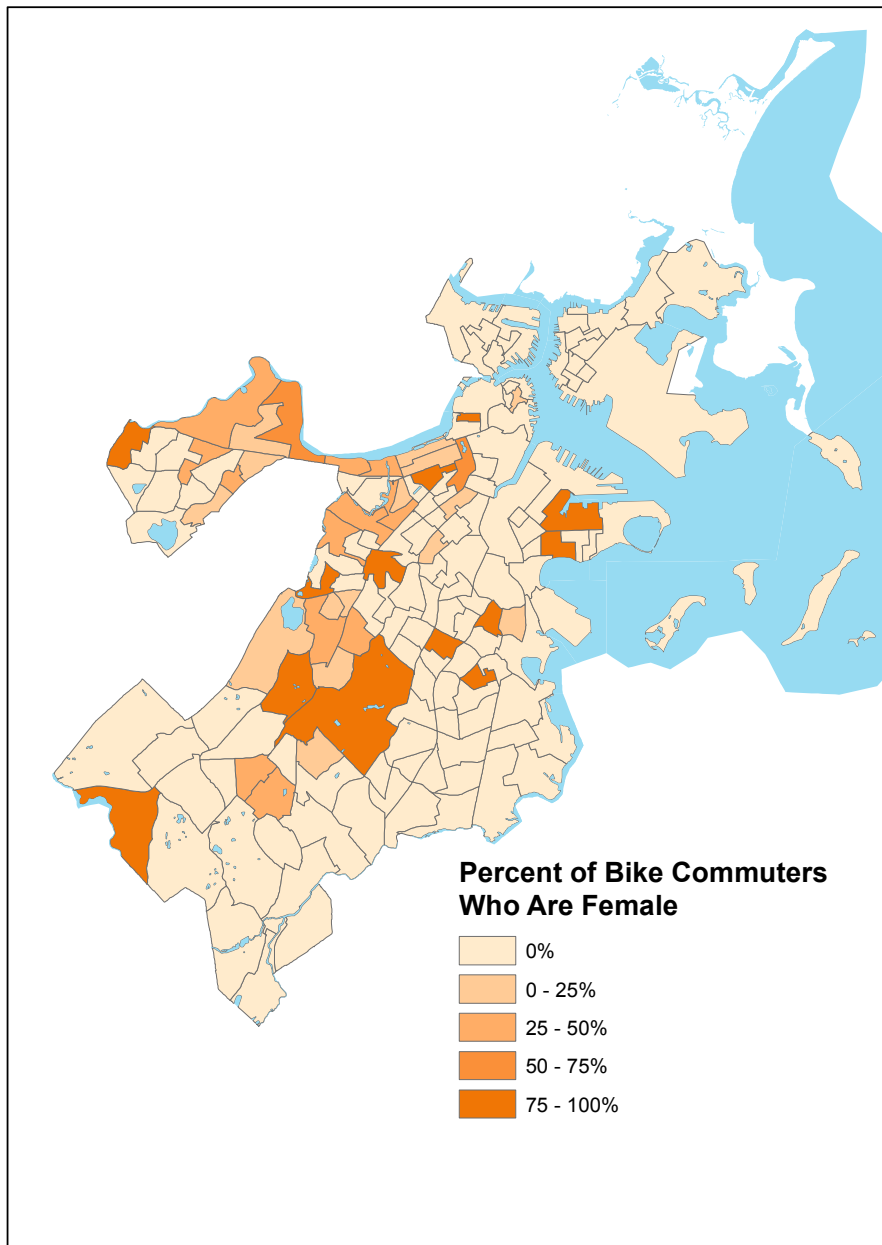 Percent of Bike Commuters
Who Are Female
0%
0 - 25%
25 - 50%
50 - 75%
75 - 100%